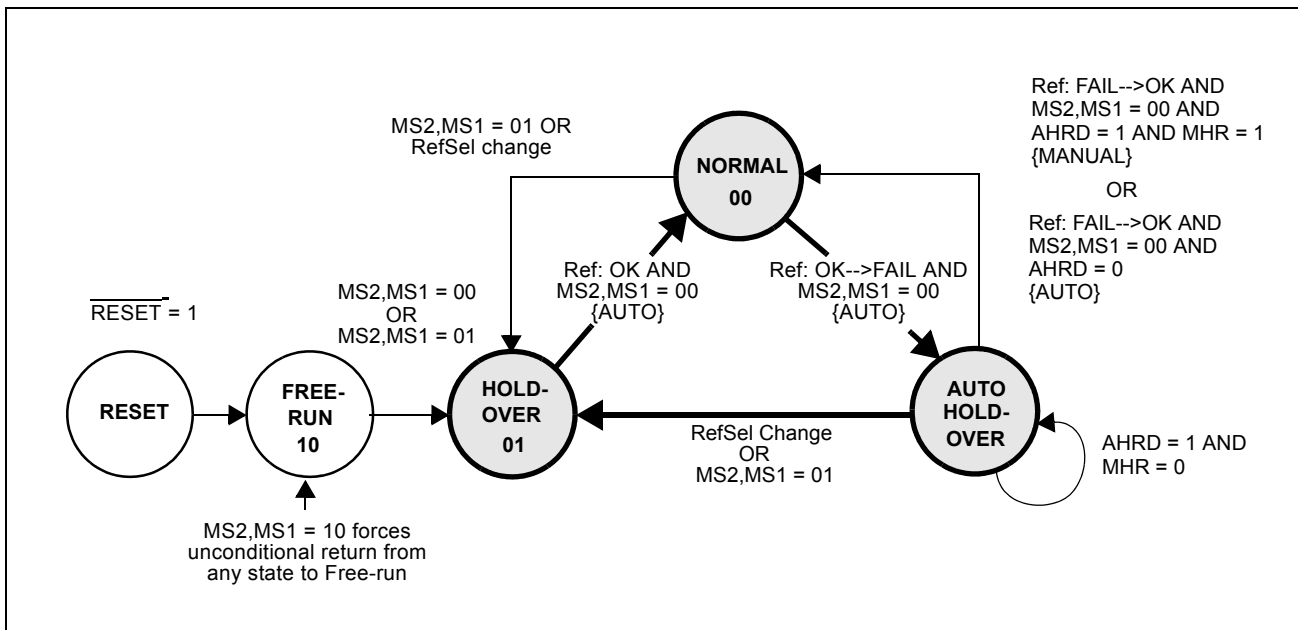 Ref: FAIL-->OK AND
MS2,MS1 = 00 AND
AHRD = 1 AND MHR = 1
{MANUAL}
OR
Ref: FAIL-->OK AND
MS2,MS1 = 00 AND
AHRD = 0
{AUTO}
MS2,MS1 = 01 OR
RefSel change
NORMAL
00
Ref: OK AND
MS2,MS1 = 00
{AUTO}
Ref: OK-->FAIL AND
MS2,MS1 = 00
{AUTO}
RESET = 1
MS2,MS1 = 00
OR
MS2,MS1 = 01
RESET
FREE-
RUN
10
HOLD-
OVER
01
AUTO
HOLD-
OVER
RefSel Change
OR
MS2,MS1 = 01
AHRD = 1 AND
MHR = 0
MS2,MS1 = 10 forces
unconditional return from
any state to Free-run